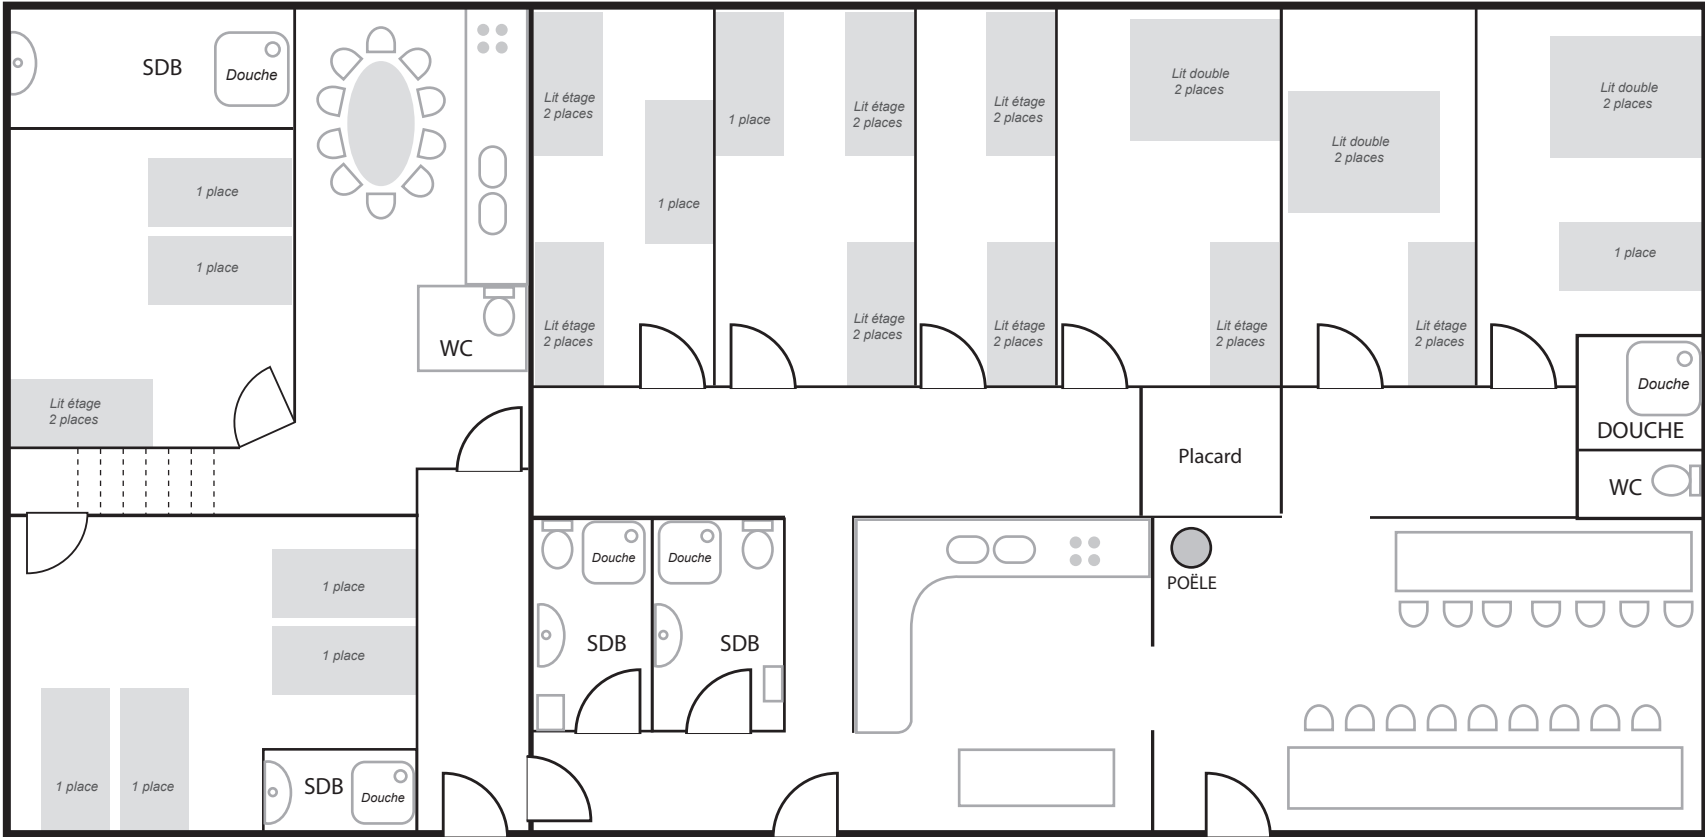 SDB
Douche
1 place
1 place
Lit étage
2 places
WC
1 place
1 place
1 place
1 place
SDB
Douche
Lit étage
2 places
1 place
Lit étage
2 places
1 place
Lit étage
2 places
Lit étage
2 places
Lit étage
2 places
Lit étage
2 places
Lit double
2 places
Lit étage
2 places
Lit double
2 places
Lit étage
2 places
Lit double
2 places
1 place
Douche
DOUCHE
WC
Placard
Douche
SDB
Douche
SDB
POËLE